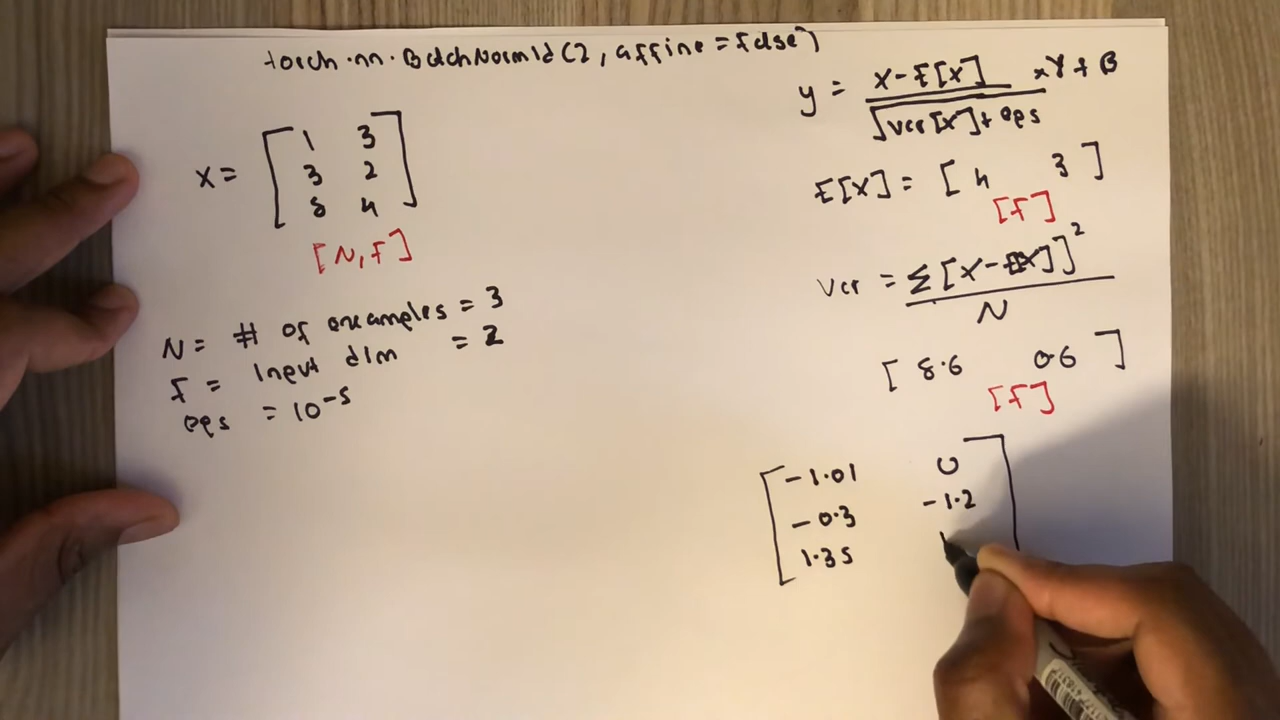 torch.nn.BatchNorm1d(2, affine=False)
x =
1 3
3 2
8 4
[N, F]
N = # of examples = 3
F = input dim = 2
eps = 10^-5
y = x-E[x] / √var[x]+eps xγ + β
E[x] = [4 3]
[F]
var = Σ[x-E[x]]² / N
[8.6 0.6]
[F]
-1.01 0
-0.3 -1.2
1.35